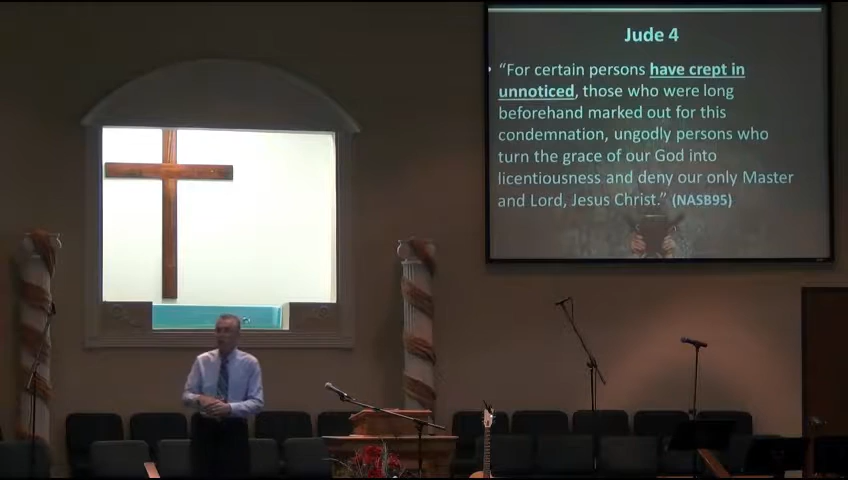 Jude 4
“For certain persons have crept in
unnoticed, those who were long
beforehand marked out for this
condemnation, ungodly persons who
turn the grace of our God into
licentiousness and deny our only Master
and Lord, Jesus Christ.” (NASB95)